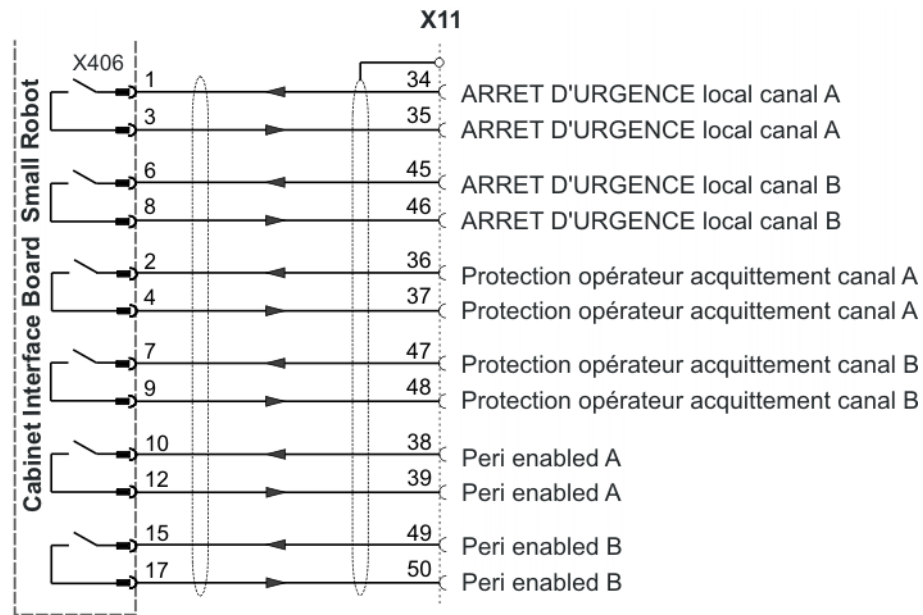 X11
X406
Cabinet Interface Board Small Robot
1 34 ARRET D'URGENCE local canal A
3 35 ARRET D'URGENCE local canal A
6 45 ARRET D'URGENCE local canal B
8 46 ARRET D'URGENCE local canal B
2 36 Protection opérateur acquittement canal A
4 37 Protection opérateur acquittement canal A
7 47 Protection opérateur acquittement canal B
9 48 Protection opérateur acquittement canal B
10 38 Peri enabled A
12 39 Peri enabled A
15 49 Peri enabled B
17 50 Peri enabled B